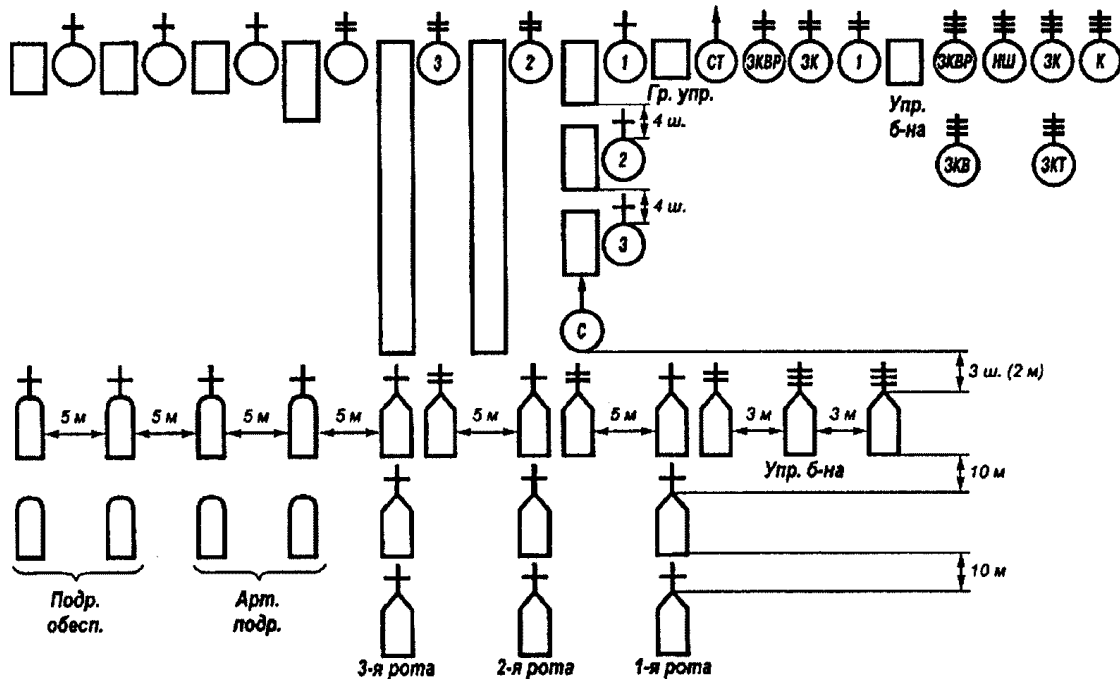 3 2 1 СТ ЗКВР ЗК 1 ЗКВР НШ ЗК К
Гр. упр.
Упр.
б-на
4 ш.
2
ЗКВ ЗКТ
4 ш.
3
С
3 ш. (2 м)
5 м 5 м 5 м 5 м 5 м 5 м 3 м 3 м
Упр. б-на
10 м
10 м
Подр.
обесп.
Арт.
подр.
3-я рота 2-я рота 1-я рота